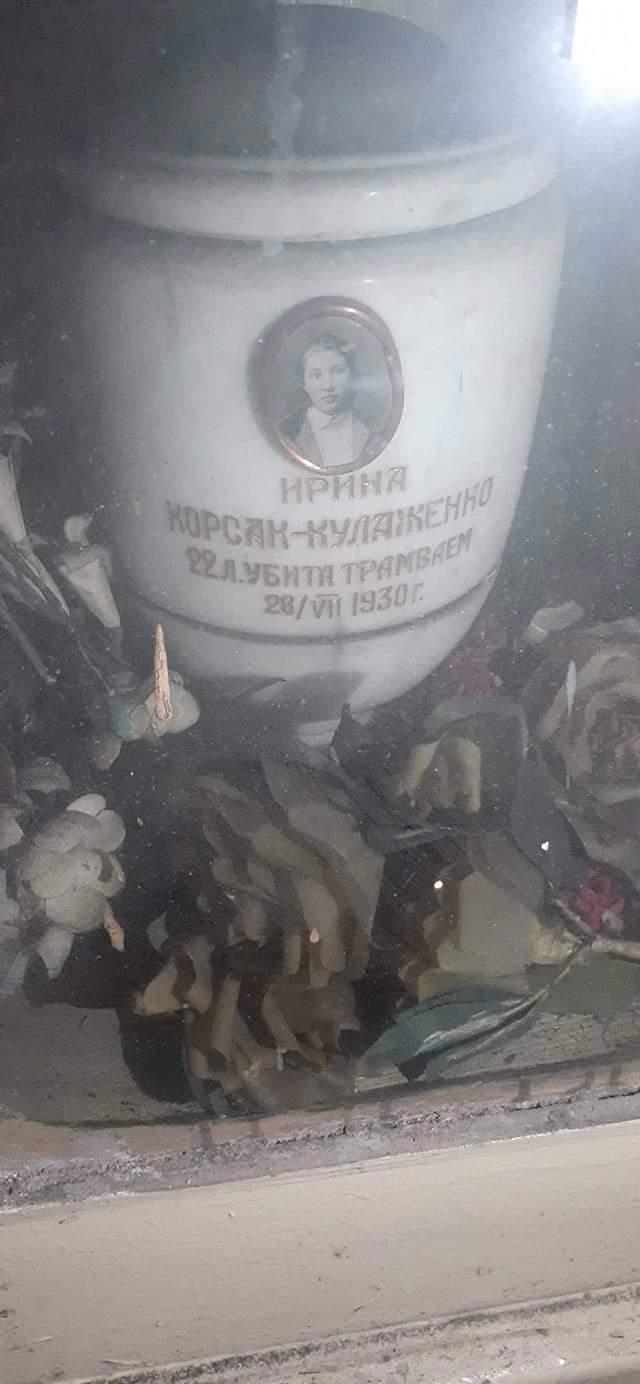 ИРИНА
КОРСАК-КУЛАЖЕНКО
22 Л. УБИТА ТРАМВАЕМ
28/VII 1930 г.